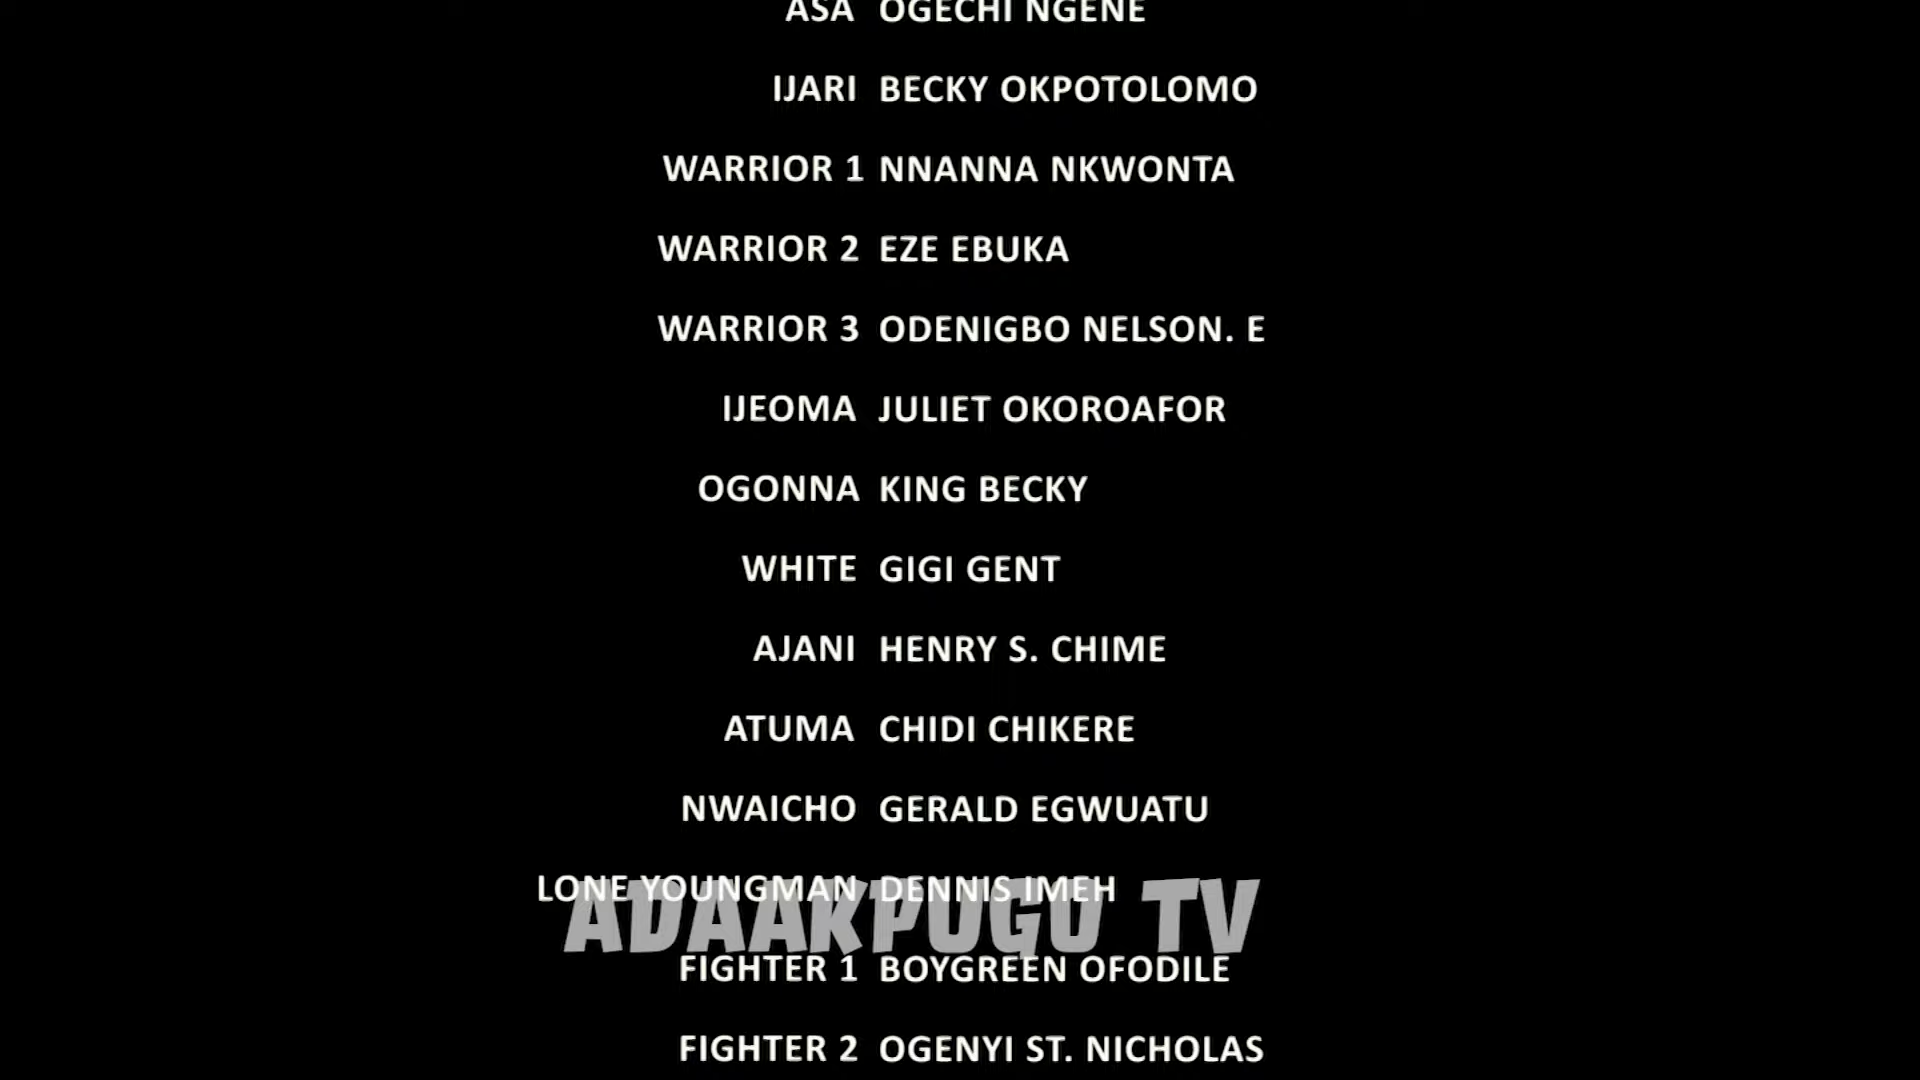 ASA OGECHI NGENE
IJARI BECKY OKPOTOLOMO
WARRIOR 1 NNANNA NKWONTA
WARRIOR 2 EZE EBUKA
WARRIOR 3 ODENIGBO NELSON. E
IJEOMA JULIET OKOROAFOR
OGONNA KING BECKY
WHITE GIGI GENT
AJANI HENRY S. CHIME
ATUMA CHIDI CHIKERE
NWAICHO GERALD EGWUATU
LONE YOUNGMAN DENNIS IMEH
ADAAKPUGO TV
FIGHTER 1 BOYGREEN OFODILE
FIGHTER 2 OGENYI ST. NICHOLAS